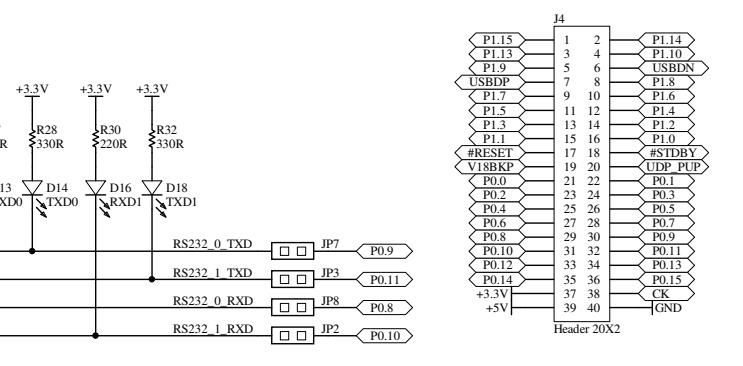 J4
P1.15 1 2 P1.14
P1.13 3 4 P1.10
P1.9 5 6 USBDN
USBDP 7 8 P1.8
P1.7 9 10 P1.6
P1.5 11 12 P1.4
P1.3 13 14 P1.2
P1.1 15 16 P1.0
#RESET 17 18 #STDBY
V18BKP 19 20 UDP_PUP
P0.0 21 22 P0.1
P0.2 23 24 P0.3
P0.4 25 26 P0.5
P0.6 27 28 P0.7
P0.8 29 30 P0.9
P0.10 31 32 P0.11
P0.12 33 34 P0.13
P0.14 35 36 P0.15
+3.3V 37 38 CK
+5V 39 40 GND
Header 20X2
+3.3V +3.3V +3.3V
R28 R30 R32
R 330R 220R 330R
13 D14 D16 D18
XD0 TXD0 RXD1 TXD1
RS232_0_TXD JP7 P0.9
RS232_1_TXD JP3 P0.11
RS232_0_RXD JP8 P0.8
RS232_1_RXD JP2 P0.10